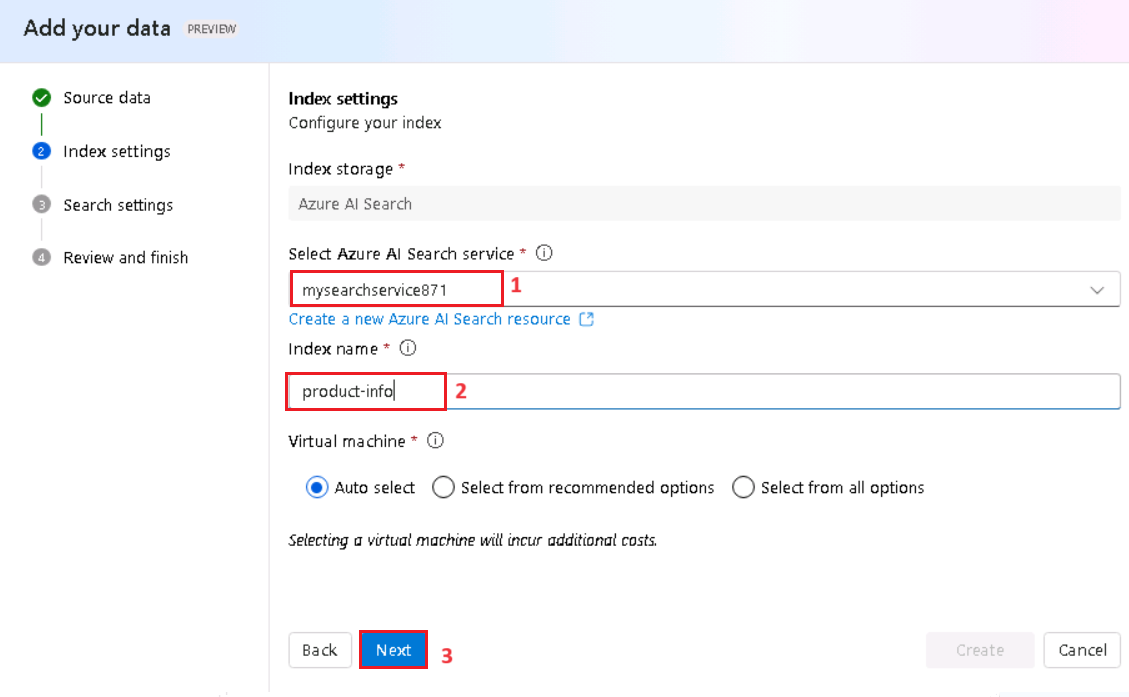 Add your data PREVIEW
Source data
2 Index settings
3 Search settings
4 Review and finish
Index settings
Configure your index
Index storage *
Azure AI Search
Select Azure AI Search service *
mysearchservice871 1
Create a new Azure AI Search resource
Index name *
product-info 2
Virtual machine *
Auto select Select from recommended options Select from all options
Selecting a virtual machine will incur additional costs.
Back Next 3 Create Cancel